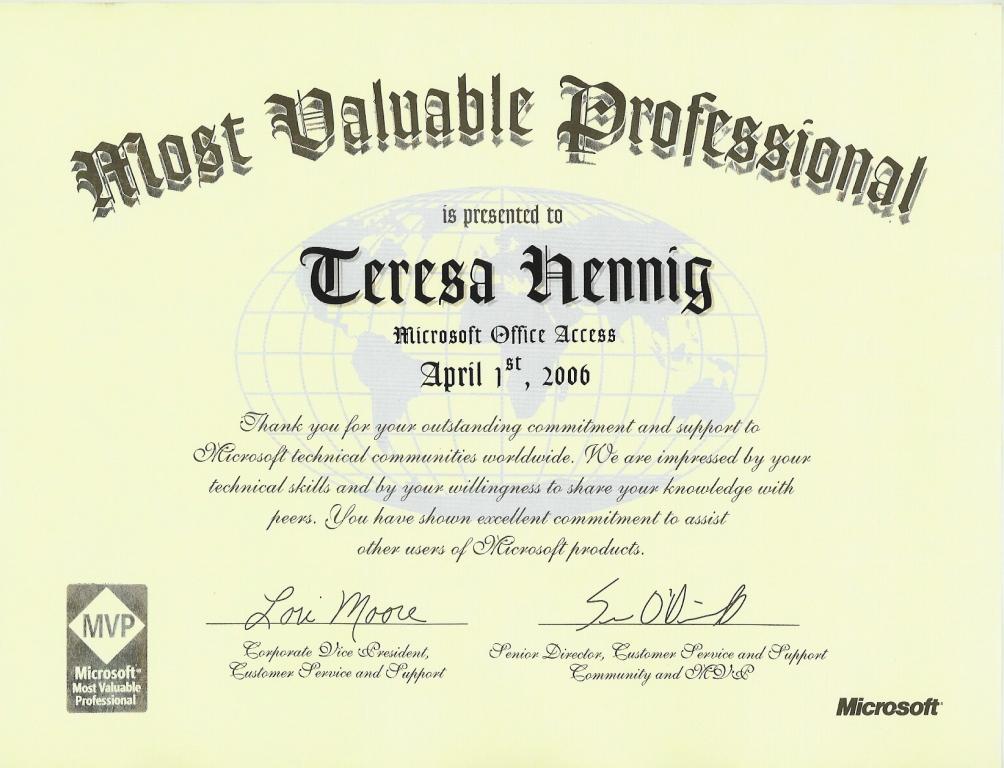 Most Valuable Professional
is presented to
Teresa Hennig
Microsoft Office Access
April 1st, 2006
Thank you for your outstanding commitment and support to
Microsoft technical communities worldwide. We are impressed by your
technical skills and by your willingness to share your knowledge with
peers. You have shown excellent commitment to assist
other users of Microsoft products.
Lori Moore
Corporate Vice President,
Customer Service and Support
Senior Director, Customer Service and Support
Community and MVP
MVP
Microsoft®
Most Valuable
Professional
Microsoft®